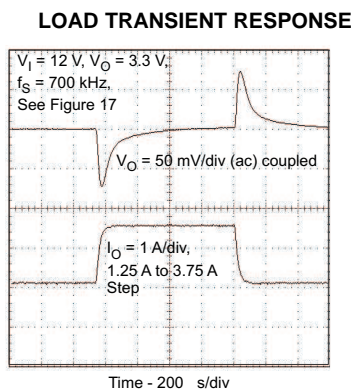 LOAD TRANSIENT RESPONSE
V_I = 12 V, V_O = 3.3 V,
f_S = 700 kHz,
See Figure 17
V_O = 50 mV/div (ac) coupled
I_O = 1 A/div,
1.25 A to 3.75 A
Step
Time - 200 s/div